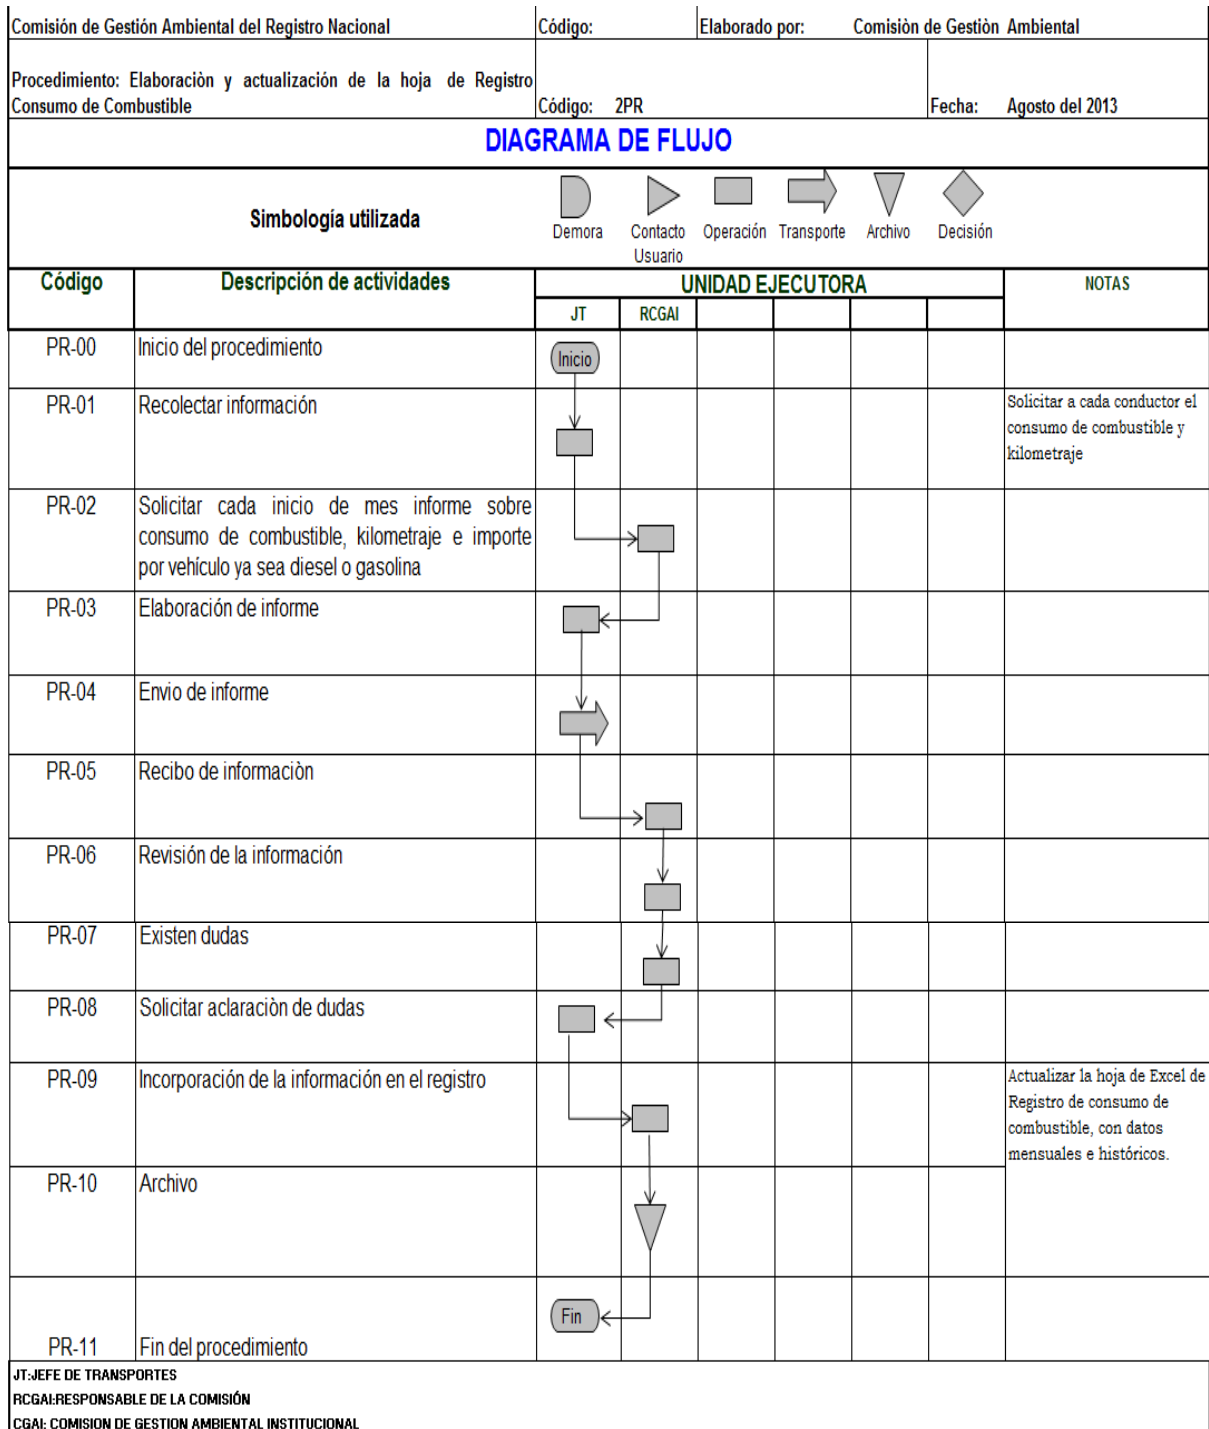 Comisión de Gestión Ambiental del Registro Nacional Código: Elaborado por: Comisiòn de Gestiòn Ambiental
Procedimiento: Elaboraciòn y actualización de la hoja de Registro
Consumo de Combustible Código: 2PR Fecha: Agosto del 2013
DIAGRAMA DE FLUJO
Simbología utilizada
Demora Contacto Operación Transporte Archivo Decisión
Usuario
Código Descripción de actividades UNIDAD EJECUTORA NOTAS
JT RCGAI
PR-00 Inicio del procedimiento
Inicio
PR-01 Recolectar información
Solicitar a cada conductor el
consumo de combustible y
kilometraje
PR-02 Solicitar cada inicio de mes informe sobre
consumo de combustible, kilometraje e importe
por vehículo ya sea diesel o gasolina
PR-03 Elaboración de informe
PR-04 Envio de informe
PR-05 Recibo de informaciòn
PR-06 Revisión de la información
PR-07 Existen dudas
PR-08 Solicitar aclaraciòn de dudas
PR-09 Incorporación de la información en el registro
Actualizar la hoja de Excel de
Registro de consumo de
combustible, con datos
mensuales e históricos.
PR-10 Archivo
Fin
PR-11 Fin del procedimiento
JT:JEFE DE TRANSPORTES
RCGAI:RESPONSABLE DE LA COMISIÓN
CGAI: COMISION DE GESTION AMBIENTAL INSTITUCIONAL